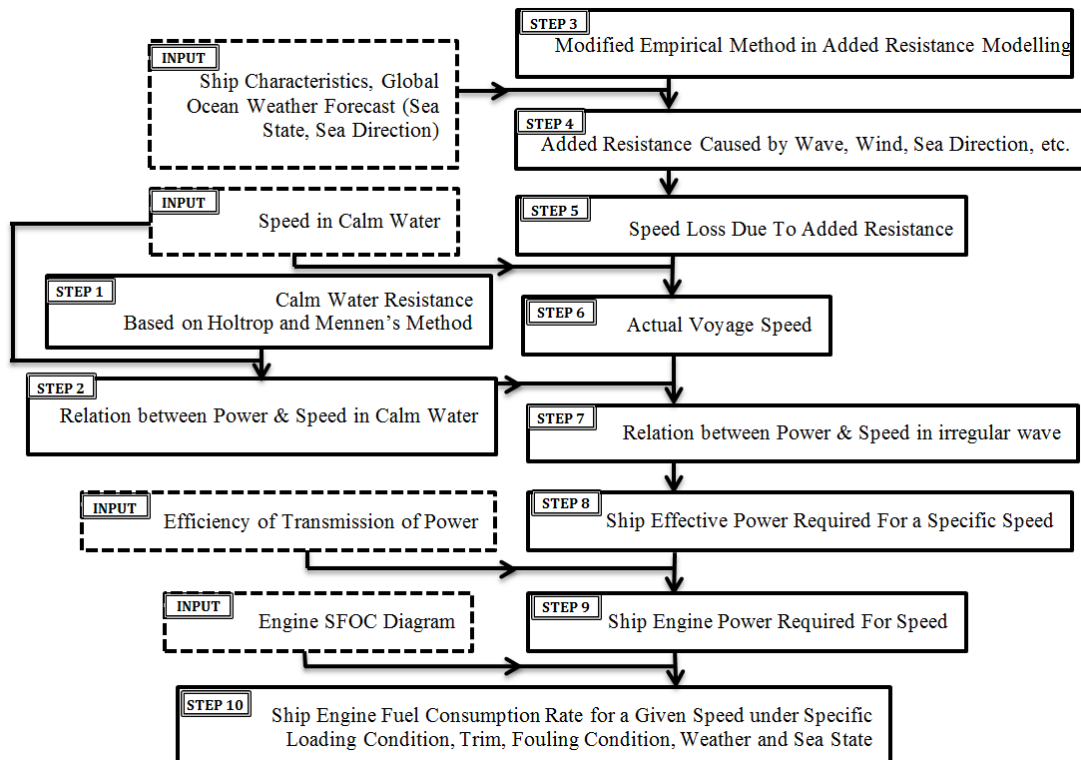 STEP 3
Modified Empirical Method in Added Resistance Modelling
INPUT
Ship Characteristics, Global
Ocean Weather Forecast (Sea
State, Sea Direction)
STEP 4
Added Resistance Caused by Wave, Wind, Sea Direction, etc.
INPUT
Speed in Calm Water
STEP 5
Speed Loss Due To Added Resistance
STEP 1
Calm Water Resistance
Based on Holtrop and Mennen's Method
STEP 6
Actual Voyage Speed
STEP 2
Relation between Power & Speed in Calm Water
STEP 7
Relation between Power & Speed in irregular wave
INPUT
Efficiency of Transmission of Power
STEP 8
Ship Effective Power Required For a Specific Speed
INPUT
Engine SFOC Diagram
STEP 9
Ship Engine Power Required For Speed
STEP 10
Ship Engine Fuel Consumption Rate for a Given Speed under Specific
Loading Condition, Trim, Fouling Condition, Weather and Sea State